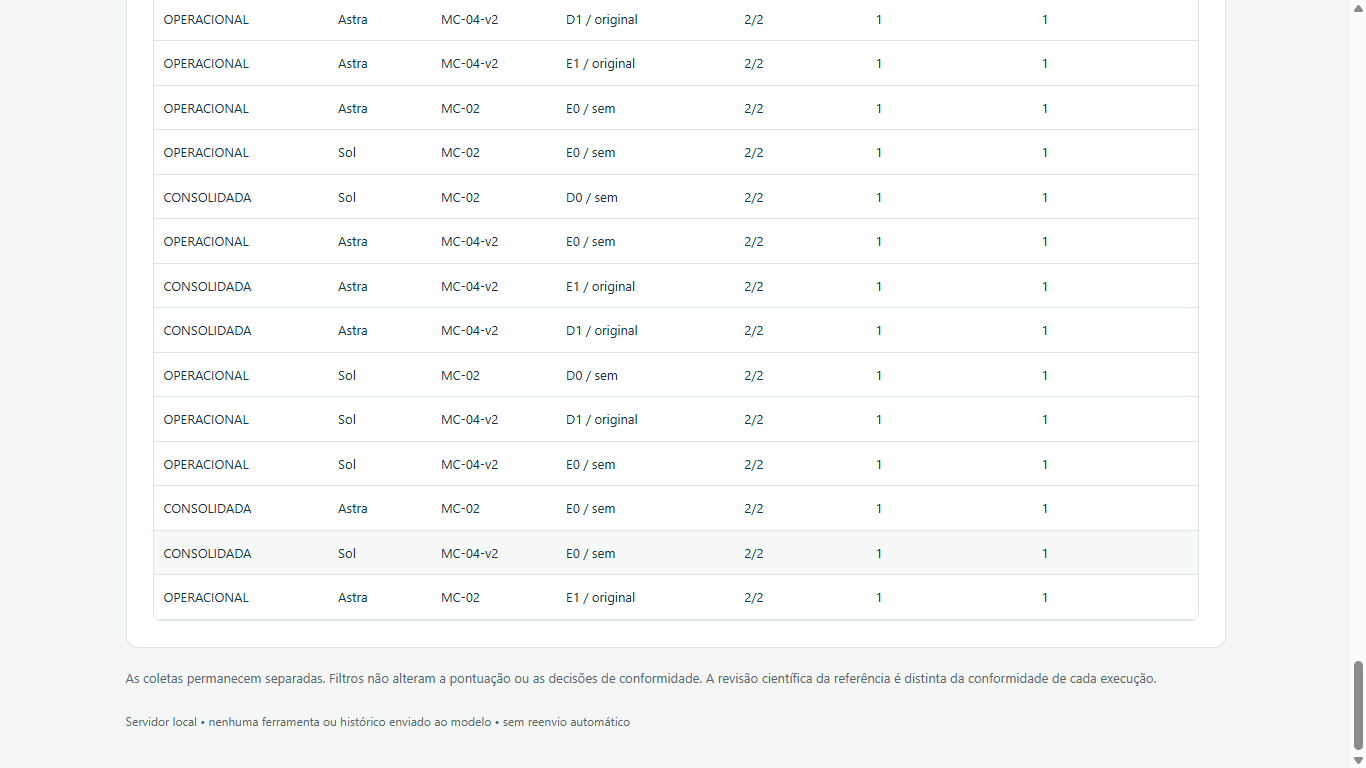 OPERACIONAL Astra MC-04-v2 D1 / original 2/2 1 1
OPERACIONAL Astra MC-04-v2 E1 / original 2/2 1 1
OPERACIONAL Astra MC-02 E0 / sem 2/2 1 1
OPERACIONAL Sol MC-02 E0 / sem 2/2 1 1
CONSOLIDADA Sol MC-02 D0 / sem 2/2 1 1
OPERACIONAL Astra MC-04-v2 E0 / sem 2/2 1 1
CONSOLIDADA Astra MC-04-v2 E1 / original 2/2 1 1
CONSOLIDADA Astra MC-04-v2 D1 / original 2/2 1 1
OPERACIONAL Sol MC-02 D0 / sem 2/2 1 1
OPERACIONAL Sol MC-04-v2 D1 / original 2/2 1 1
OPERACIONAL Sol MC-04-v2 E0 / sem 2/2 1 1
CONSOLIDADA Astra MC-02 E0 / sem 2/2 1 1
CONSOLIDADA Sol MC-04-v2 E0 / sem 2/2 1 1
OPERACIONAL Astra MC-02 E1 / original 2/2 1 1
As coletas permanecem separadas. Filtros não alteram a pontuação ou as decisões de conformidade. A revisão científica da referência é distinta da conformidade de cada execução.
Servidor local • nenhuma ferramenta ou histórico enviado ao modelo • sem reenvio automático